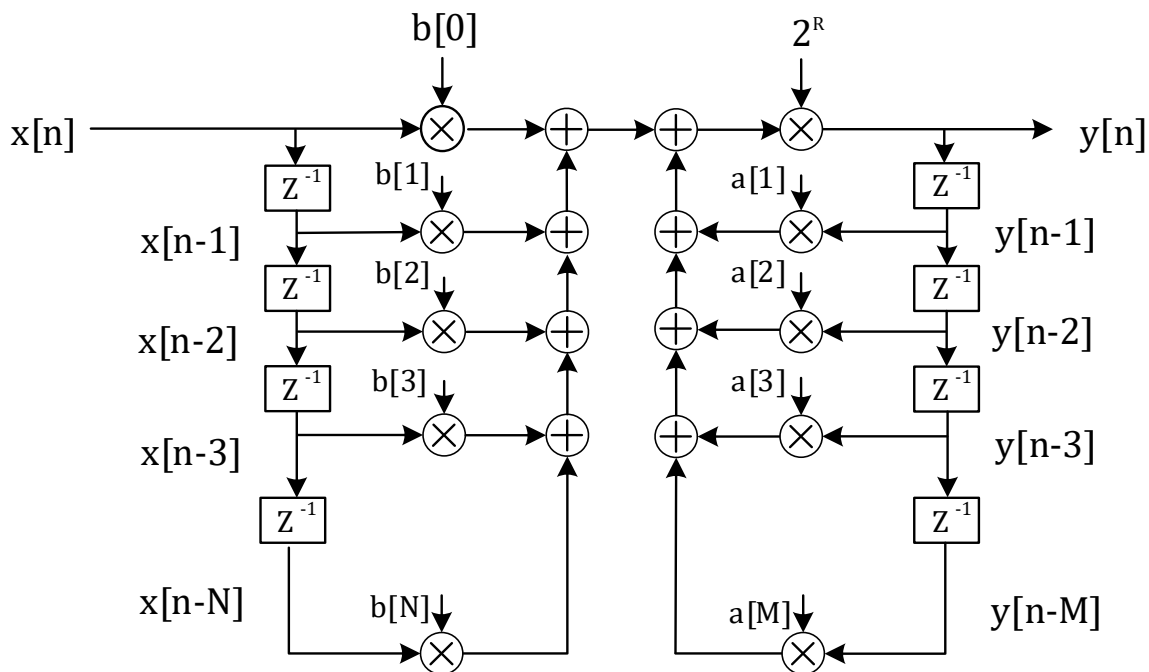 b[0] 2^R
x[n] y[n]
Z^-1 b[1] a[1] Z^-1
x[n-1] y[n-1]
Z^-1 b[2] a[2] Z^-1
x[n-2] y[n-2]
Z^-1 b[3] a[3] Z^-1
x[n-3] y[n-3]
Z^-1 Z^-1
x[n-N] b[N] a[M] y[n-M]